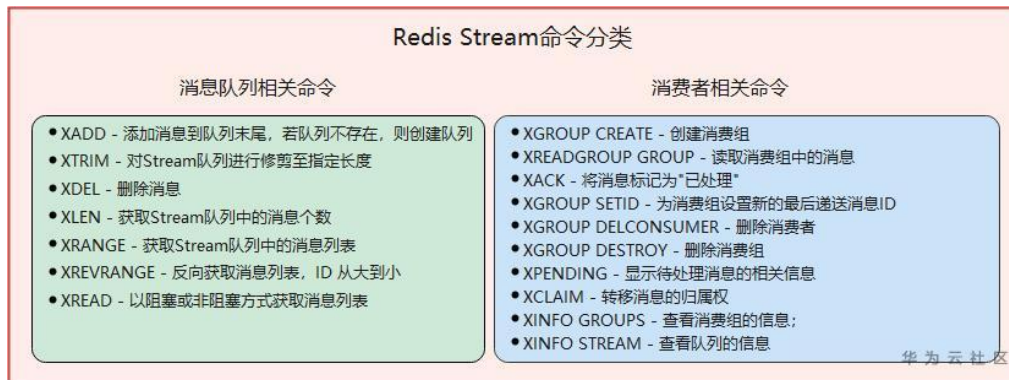 Redis Stream命令分类
消息队列相关命令
• XADD - 添加消息到队列末尾，若队列不存在，则创建队列
• XTRIM - 对Stream队列进行修剪至指定长度
• XDEL - 删除消息
• XLEN - 获取Stream队列中的消息个数
• XRANGE - 获取Stream队列中的消息列表
• XREVRANGE - 反向获取消息列表，ID 从大到小
• XREAD - 以阻塞或非阻塞方式获取消息列表
消费者相关命令
• XGROUP CREATE - 创建消费组
• XREADGROUP GROUP - 读取消费组中的消息
• XACK - 将消息标记为"已处理"
• XGROUP SETID - 为消费组设置新的最后递送消息ID
• XGROUP DELCONSUMER - 删除消费者
• XGROUP DESTROY - 删除消费组
• XPENDING - 显示待处理消息的相关信息
• XCLAIM - 转移消息的归属权
• XINFO GROUPS - 查看消费组的信息；
• XINFO STREAM - 查看队列的信息
华为云社区